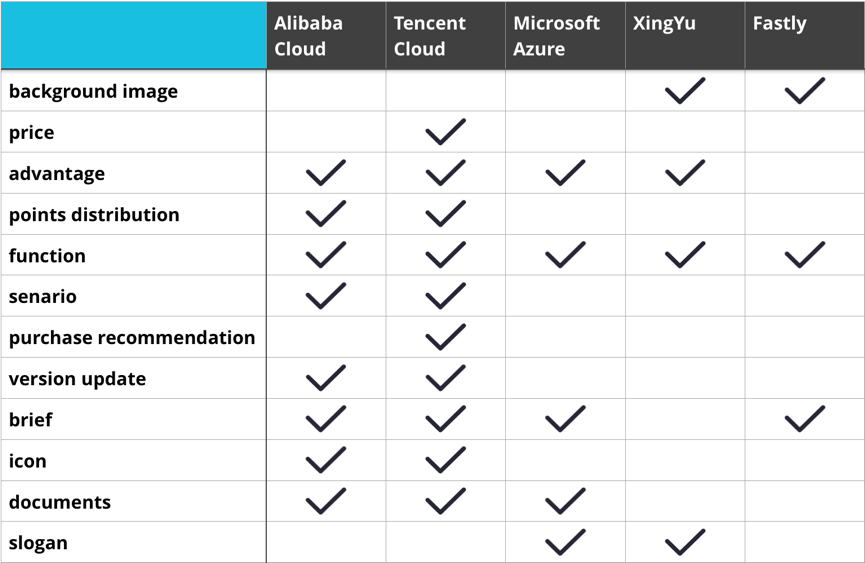 Alibaba Cloud
Tencent Cloud
Microsoft Azure
XingYu
Fastly
background image
price
advantage
points distribution
function
senario
purchase recommendation
version update
brief
icon
documents
slogan